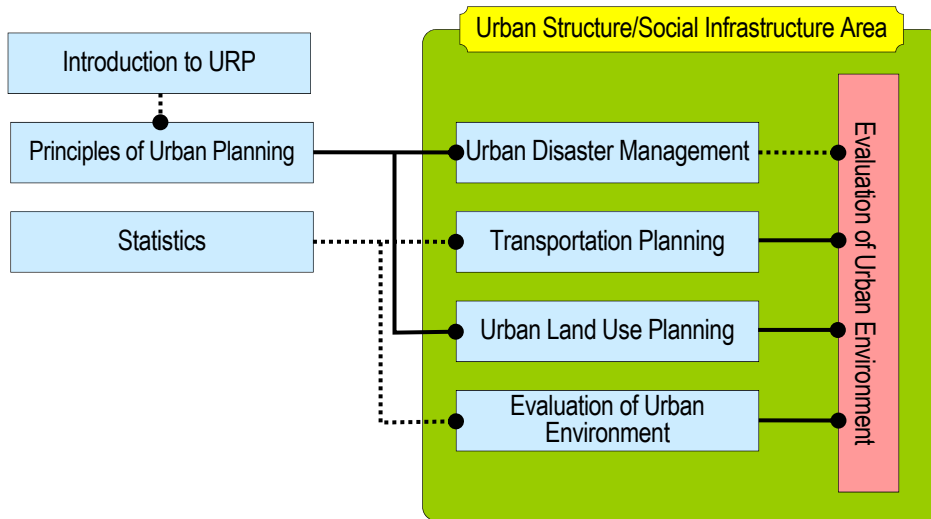 Urban Structure/Social Infrastructure Area
Introduction to URP
Principles of Urban Planning
Statistics
Urban Disaster Management
Transportation Planning
Urban Land Use Planning
Evaluation of Urban
Environment
Evaluation of Urban Environment